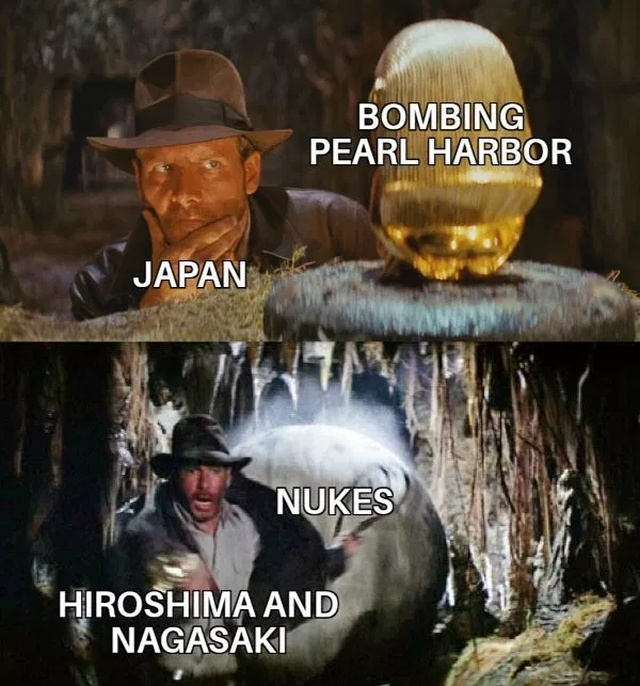 BOMBING
PEARL HARBOR
JAPAN
NUKES
HIROSHIMA AND
NAGASAKI